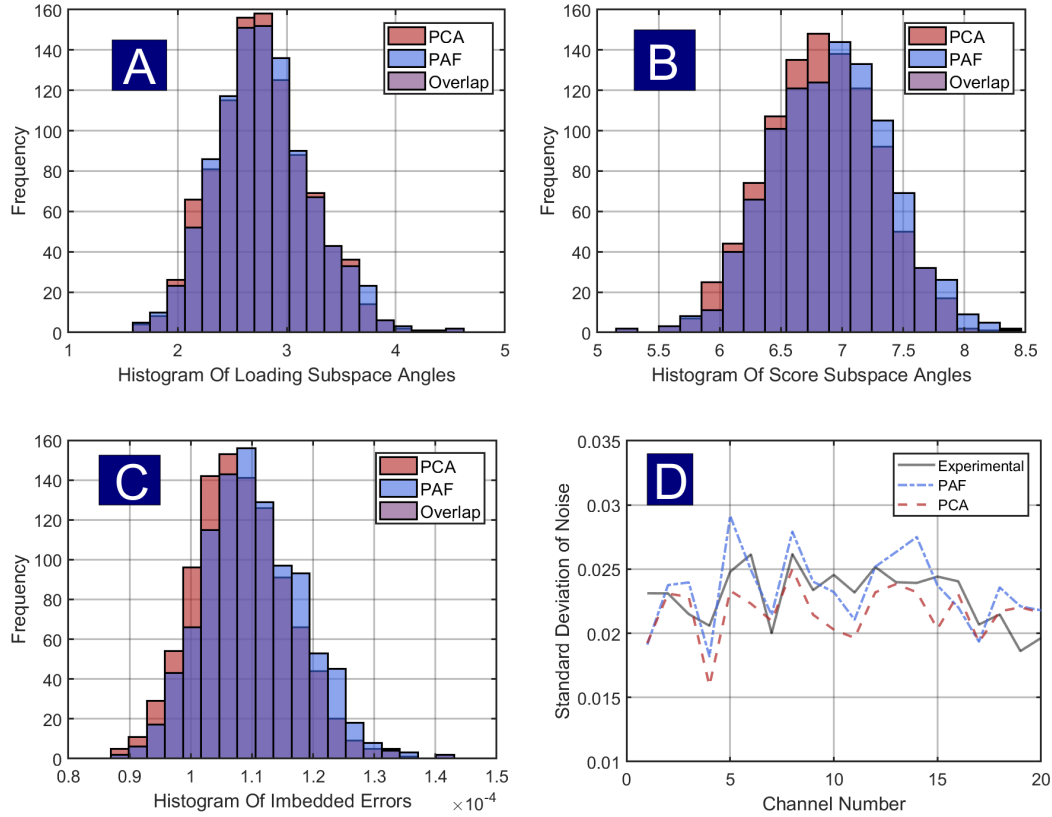 A
PCA
PAF
Overlap
Frequency
0
20
40
60
80
100
120
140
160
1
2
3
4
5
Histogram Of Loading Subspace Angles
B
PCA
PAF
Overlap
Frequency
0
20
40
60
80
100
120
140
160
5
5.5
6
6.5
7
7.5
8
8.5
Histogram Of Score Subspace Angles
C
PCA
PAF
Overlap
Frequency
0
20
40
60
80
100
120
140
160
0.8
0.9
1
1.1
1.2
1.3
1.4
1.5
×10⁻⁴
Histogram Of Imbedded Errors
D
Experimental
PAF
PCA
Standard Deviation of Noise
0.01
0.015
0.02
0.025
0.03
0.035
0
5
10
15
20
Channel Number